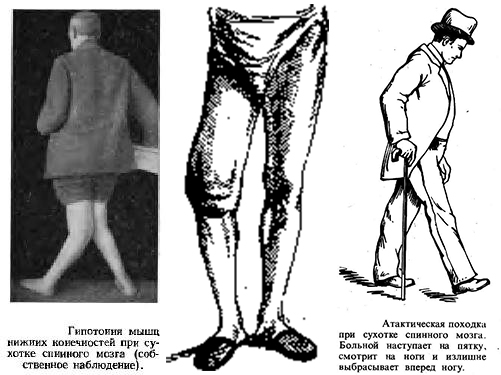 Гипотония мышц
нижних конечностей при су-
хотке спинного мозга (соб-
ственное наблюдение).
Атактическая походка
при сухотке спинного мозга.
Больной наступает на пятку,
смотрит на ноги и излишне
выбрасывает вперед ногу.